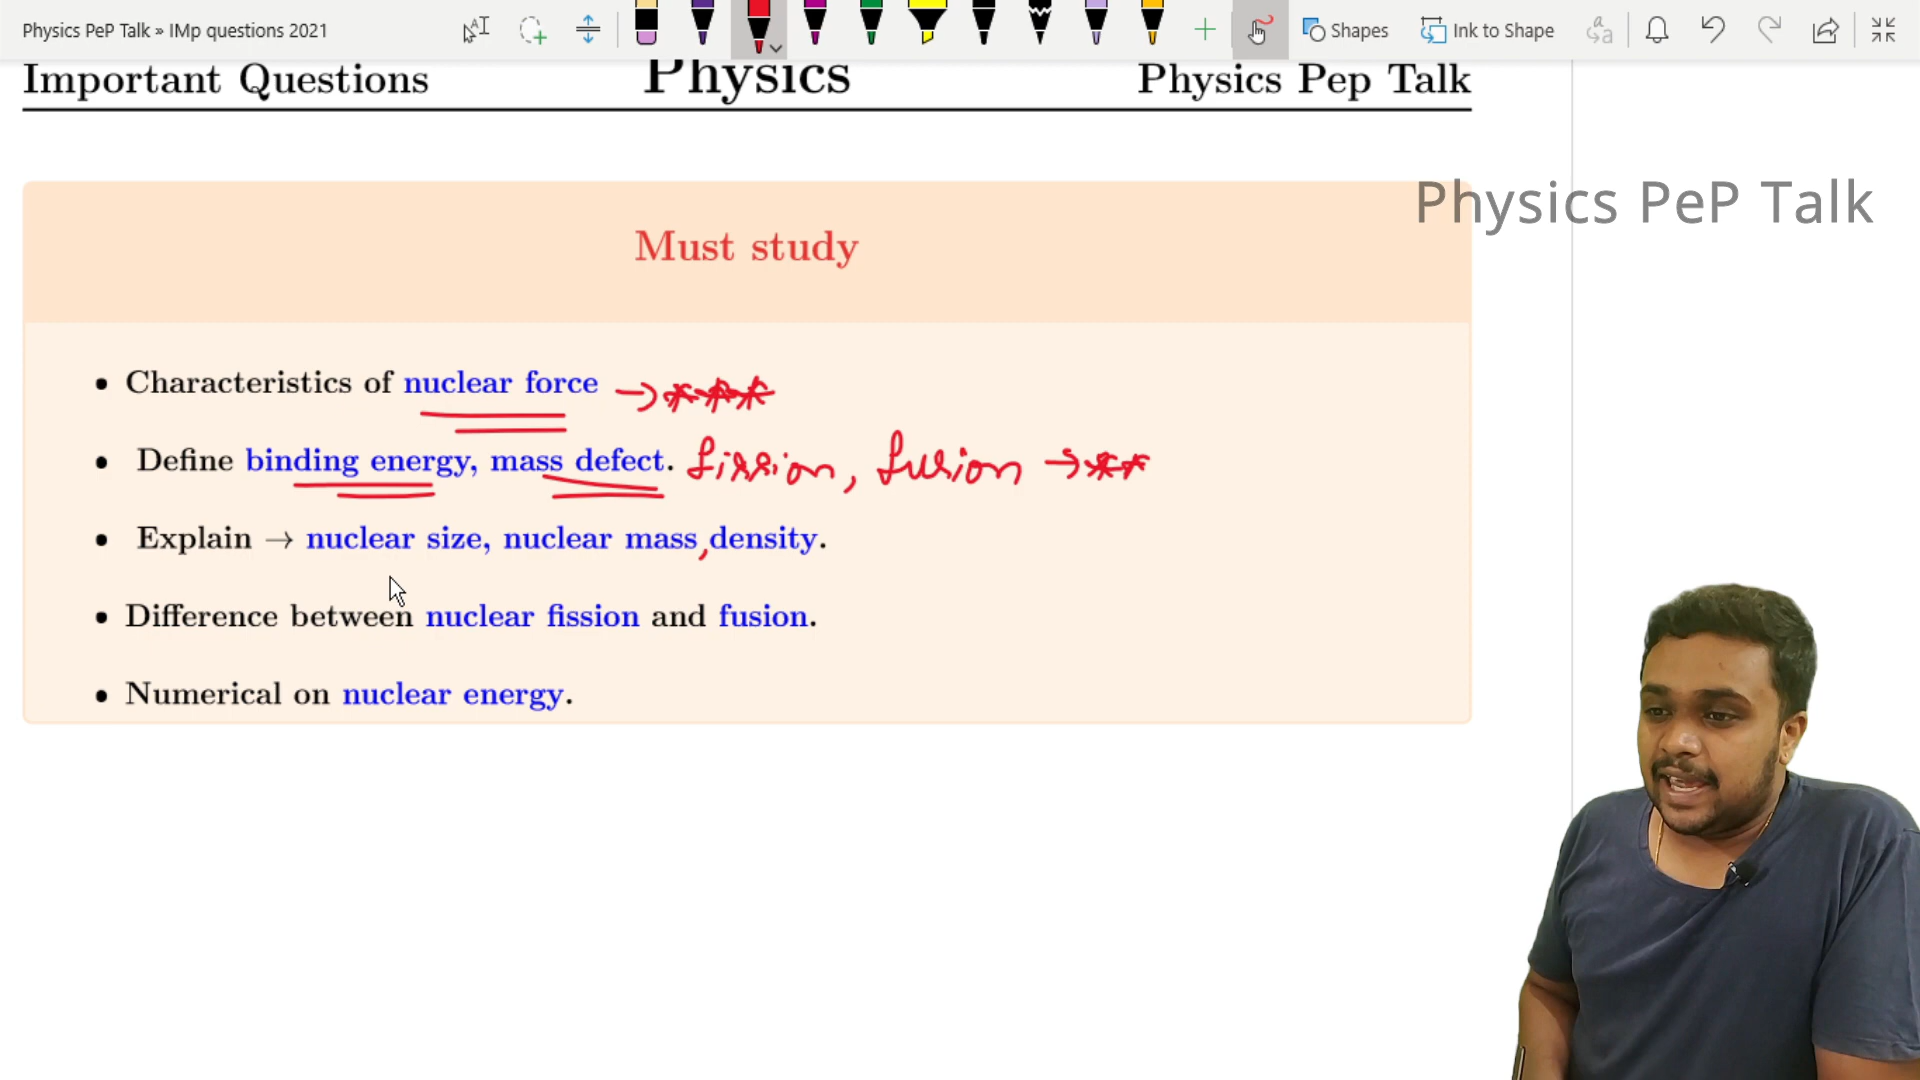 Physics PeP Talk » IMp questions 2021
Shapes
Ink to Shape
Important Questions
Physics
Physics Pep Talk
Physics PeP Talk
Must study
• Characteristics of nuclear force →***
• Define binding energy, mass defect. fission, fusion →**
• Explain → nuclear size, nuclear mass,density.
• Difference between nuclear fission and fusion.
• Numerical on nuclear energy.